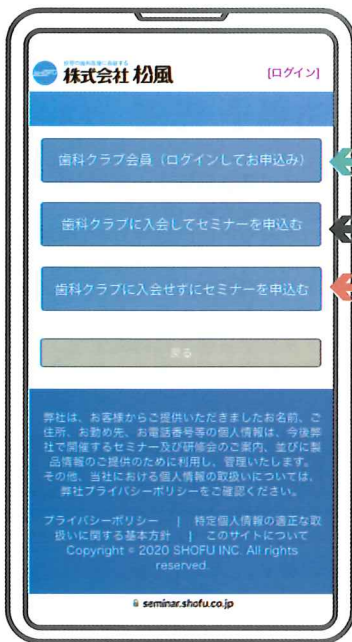 世界の歯科医療に貢献する
株式会社 松風
[ログイン]
歯科クラブ会員（ログインしてお申込み）
歯科クラブに入会してセミナーを申込む
歯科クラブに入会せずにセミナーを申込む
戻る
弊社は、お客様からご提供いただきましたお名前、ご
住所、お勤め先、お電話番号等の個人情報は、今後弊
社で開催するセミナー及び研修会のご案内、並びに製
品情報のご提供のために利用し、管理いたします。
その他、当社における個人情報の取扱いについては、
弊社プライバシーポリシーをご確認ください。
プライバシーポリシー | 特定個人情報の適正な取
扱いに関する基本方針 | このサイトについて
Copyright © 2020 SHOFU INC. All rights
reserved.
seminar.shofu.co.jp